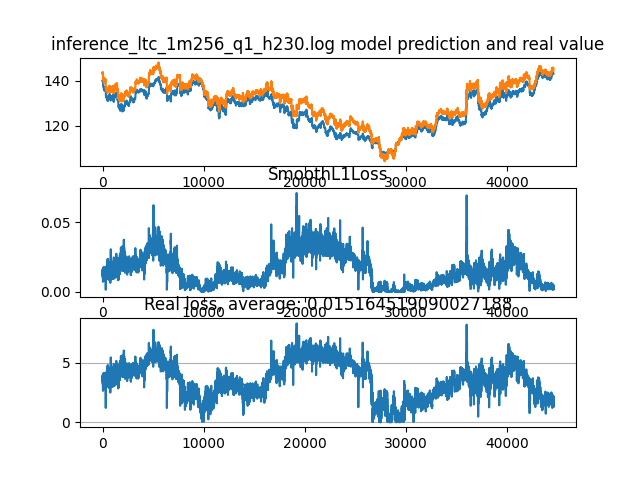 inference_ltc_1m256_q1_h230.log model prediction and real value
140
120
0 10000 20000 30000 40000
SmoothL1Loss
0.05
0.00
0 10000 20000 30000 40000
Real loss, average: 0.015164519090027188
5
0
0 10000 20000 30000 40000